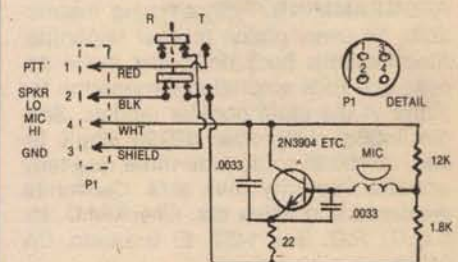 R T
PTT 1
RED
SPKR LO 2
BLK
MIC HI 4
WHT
GND 3
SHIELD
P1
1 3
2 4
P1 DETAIL
2N3904 ETC.
MIC
.0033
.0033
12K
22
1.8K